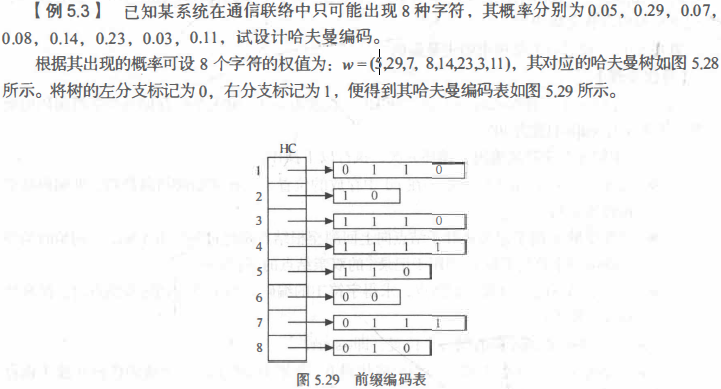 【例5.3】 已知某系统在通信联络中只可能出现8种字符，其概率分别为0.05，0.29，0.07，
0.08，0.14，0.23，0.03，0.11，试设计哈夫曼编码。
根据其出现的概率可设8个字符的权值为：w=(5,29,7, 8,14,23,3,11)，其对应的哈夫曼树如图5.28
所示。将树的左分支标记为0，右分支标记为1，便得到其哈夫曼编码表如图5.29所示。
HC
1 0 1 1 0
2 1 0
3 1 1 1 0
4 1 1 1 1
5 1 1 0
6 0 0
7 0 1 1 1
8 0 1 0
图5.29 前缀编码表